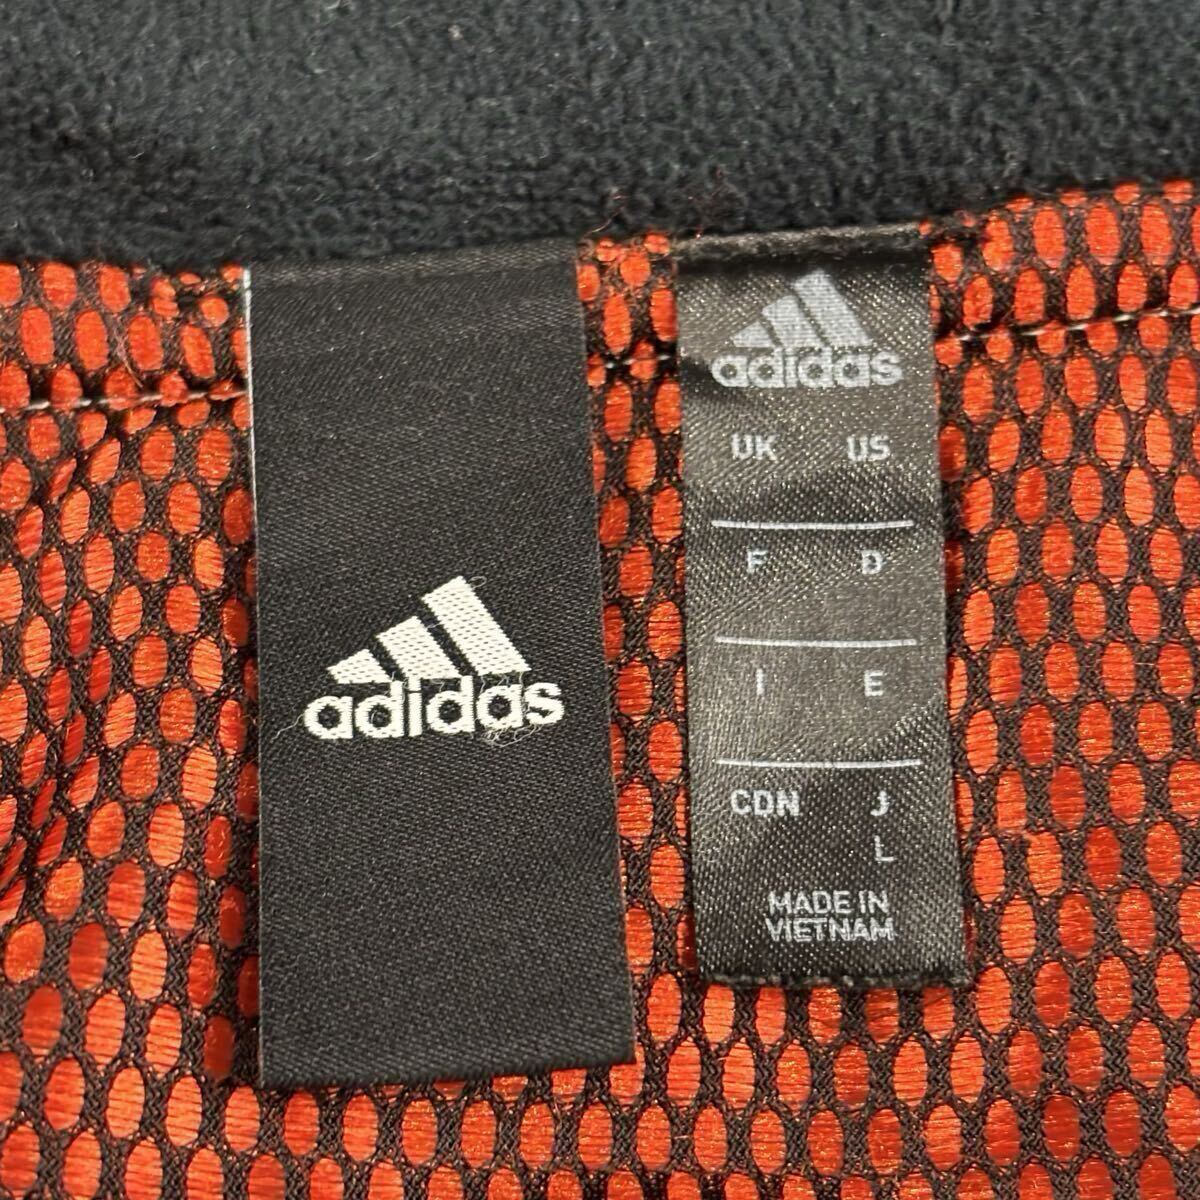 adidas
adidas
UK US
F D
I E
CDN J
L
MADE IN
VIETNAM